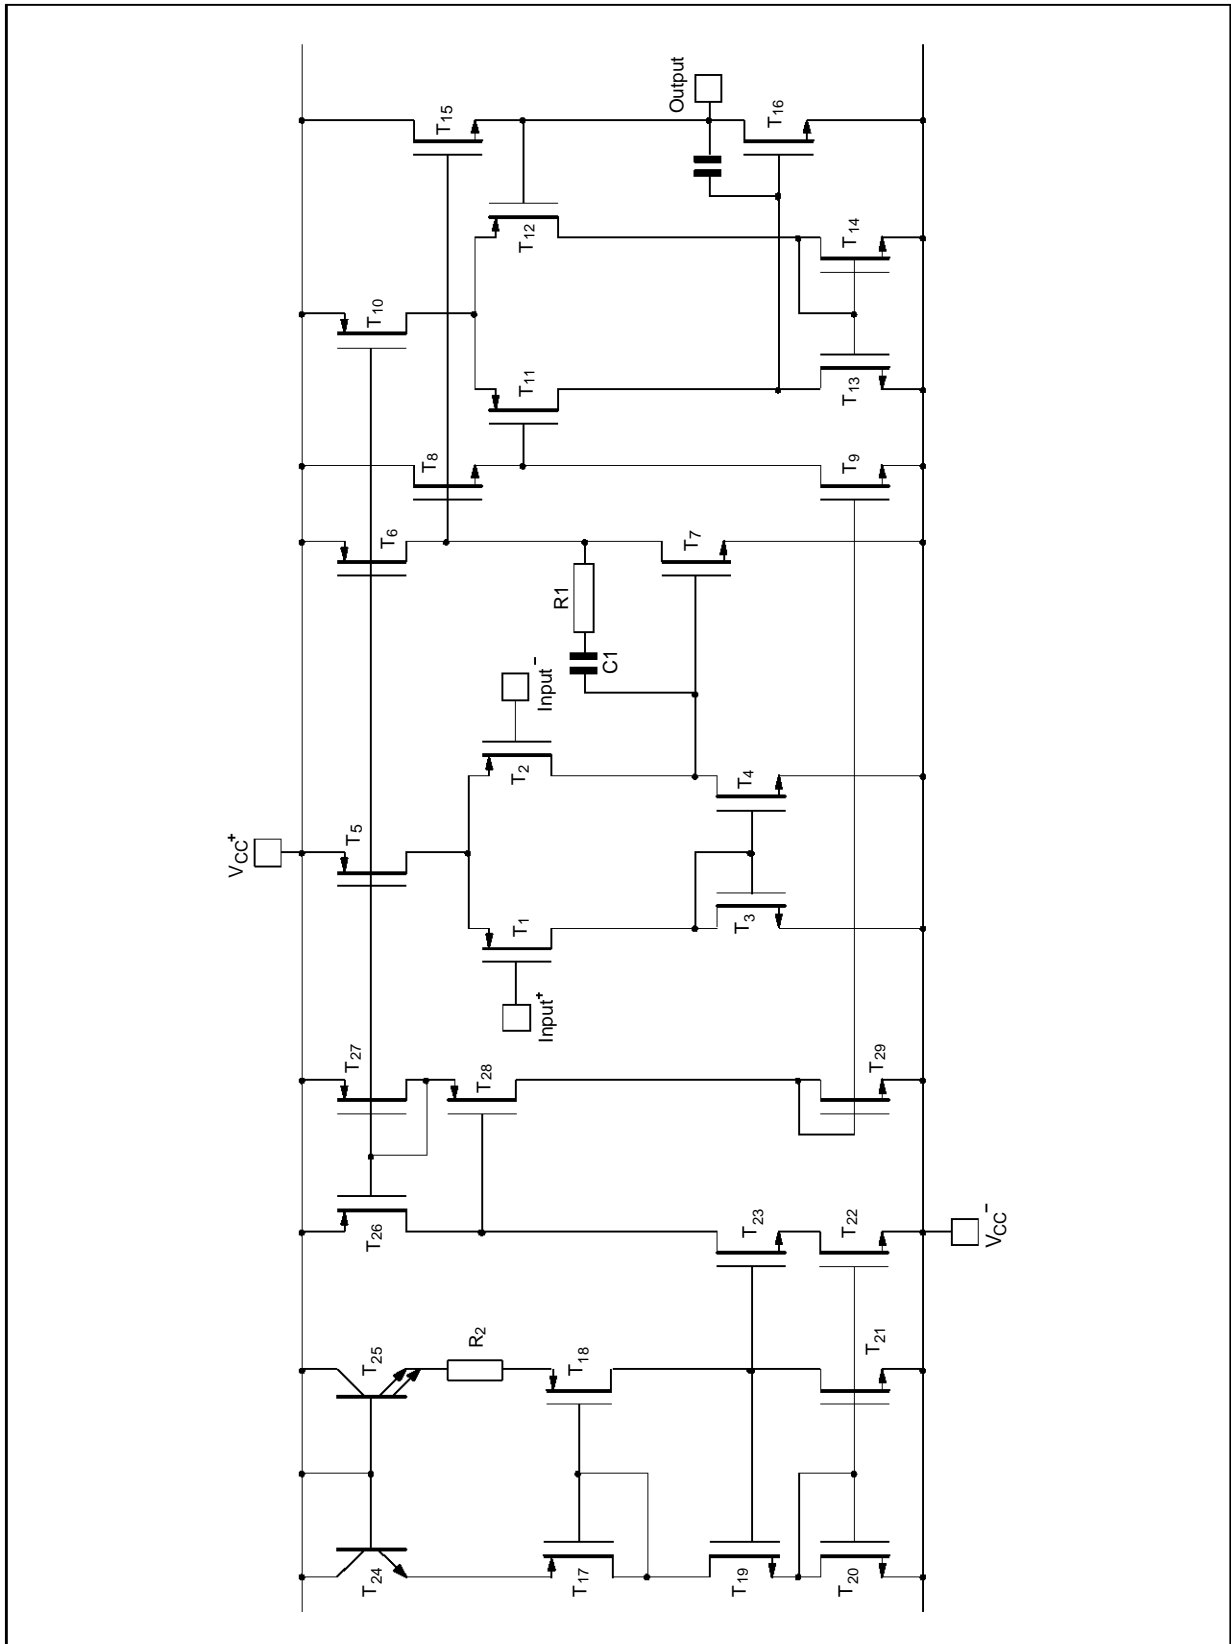 Output
T15
T16
T12
T14
T10
T11
T13
T8
T9
T6
T7
R1
C1
Input-
T2
T4
VCC+
T5
T1
T3
Input+
T27
T28
T29
T26
T23
T22
VCC-
T25
R2
T18
T21
T24
T17
T19
T20